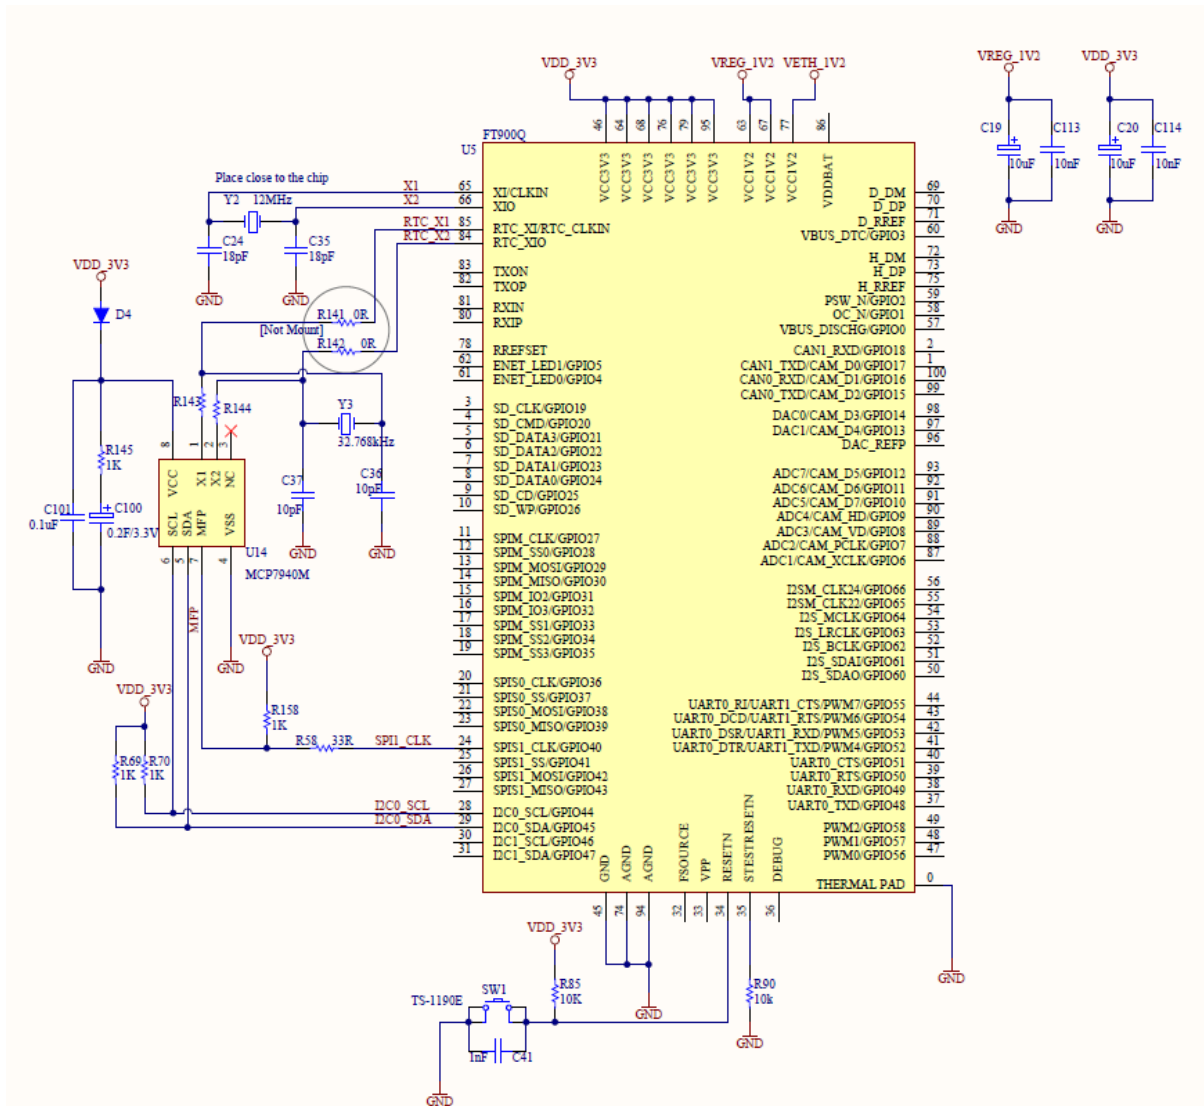 VDD_3V3
VREG_1V2
VETH_1V2
VREG_1V2
VDD_3V3
C19
10uF
C113
10nF
C20
10uF
C114
10nF
FT900Q
U5
46
64
68
76
79
95
63
67
77
86
VCC3V3
VCC3V3
VCC3V3
VCC3V3
VCC3V3
VCC3V3
VCC1V2
VCC1V2
VCC1V2
VDDBAT
GND
GND
Place close to the chip
Y2
12MHz
C24
18pF
C35
18pF
GND
GND
X1
65
XI/CLKIN
X2
66
XIO
RTC_X1
85
RTC_XI/RTC_CLKIN
RTC_X2
84
RTC_XIO
83
TXON
82
TXOP
81
RXIN
80
RXIP
78
RREFSET
62
ENET_LED1/GPIO5
61
ENET_LED0/GPIO4
3
SD_CLK/GPIO19
4
SD_CMD/GPIO20
5
SD_DATA3/GPIO21
6
SD_DATA2/GPIO22
7
SD_DATA1/GPIO23
8
SD_DATA0/GPIO24
9
SD_CD/GPIO25
10
SD_WP/GPIO26
11
SPIM_CLK/GPIO27
12
SPIM_SS0/GPIO28
13
SPIM_MOSI/GPIO29
14
SPIM_MISO/GPIO30
15
SPIM_IO2/GPIO31
16
SPIM_IO3/GPIO32
17
SPIM_SS1/GPIO33
18
SPIM_SS2/GPIO34
19
SPIM_SS3/GPIO35
20
SPIS0_CLK/GPIO36
21
SPIS0_SS/GPIO37
22
SPIS0_MOSI/GPIO38
23
SPIS0_MISO/GPIO39
SPI1_CLK
24
SPIS1_CLK/GPIO40
25
SPIS1_SS/GPIO41
26
SPIS1_MOSI/GPIO42
27
SPIS1_MISO/GPIO43
I2C0_SCL
28
I2C0_SCL/GPIO44
I2C0_SDA
29
I2C0_SDA/GPIO45
30
I2C1_SCL/GPIO46
31
I2C1_SDA/GPIO47
D_DM
69
D_DP
70
D_RREF
71
VBUS_DTC/GPIO3
60
H_DM
72
H_DP
73
H_RREF
75
PSW_N/GPIO2
59
OC_N/GPIO1
58
VBUS_DISCHG/GPIO0
57
CAN1_RXD/GPIO18
2
CAN1_TXD/CAM_D0/GPIO17
1
CAN0_RXD/CAM_D1/GPIO16
100
CAN0_TXD/CAM_D2/GPIO15
99
DAC0/CAM_D3/GPIO14
98
DAC1/CAM_D4/GPIO13
97
DAC_REFP
96
ADC7/CAM_D5/GPIO12
93
ADC6/CAM_D6/GPIO11
92
ADC5/CAM_D7/GPIO10
91
ADC4/CAM_HD/GPIO9
90
ADC3/CAM_VD/GPIO8
89
ADC2/CAM_PCLK/GPIO7
88
ADC1/CAM_XCLK/GPIO6
87
I2SM_CLK24/GPIO66
56
I2SM_CLK22/GPIO65
55
I2S_MCLK/GPIO64
54
I2S_LRCLK/GPIO63
53
I2S_BCLK/GPIO62
52
I2S_SDAI/GPIO61
51
I2S_SDAO/GPIO60
50
UART0_RI/UART1_CTS/PWM7/GPIO55
44
UART0_DCD/UART1_RTS/PWM6/GPIO54
43
UART0_DSR/UART1_RXD/PWM5/GPIO53
42
UART0_DTR/UART1_TXD/PWM4/GPIO52
41
UART0_CTS/GPIO51
40
UART0_RTS/GPIO50
39
UART0_RXD/GPIO49
38
UART0_TXD/GPIO48
37
PWM2/GPIO58
49
PWM1/GPIO57
48
PWM0/GPIO56
47
THERMAL PAD
0
GND
VDD_3V3
D4
R141 0R
[Not Mount]
R142 0R
R143
R144
Y3
32.768kHz
R145
1K
C101
0.1uF
C100
0.2F/3.3V
C37
10pF
C36
10pF
GND
GND
8
1
2
3
VCC
X1
X2
NC
SCL
SDA
MFP
VSS
6
5
7
4
U14
MCP7940M
MFP
GND
GND
VDD_3V3
R158
1K
R58 33R
VDD_3V3
R69
1K
R70
1K
GND
AGND
AGND
FSOURCE
VPP
RESETN
STESTRESETN
DEBUG
45
74
94
32
33
34
35
36
GND
VDD_3V3
R85
10K
R90
10k
GND
TS-1190E
SW1
1nF
C41
GND